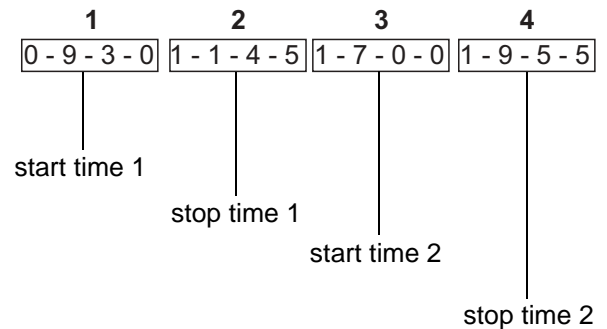 1 2 3 4
0 - 9 - 3 - 0 1 - 1 - 4 - 5 1 - 7 - 0 - 0 1 - 9 - 5 - 5
start time 1
stop time 1
start time 2
stop time 2